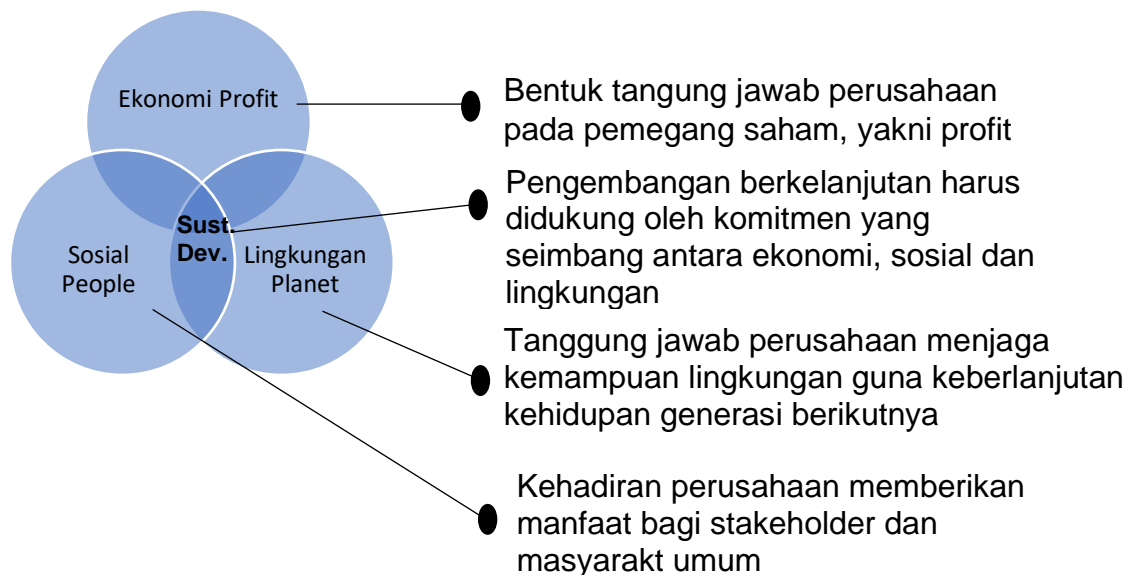 Ekonomi Profit
Sust.
Dev.
Sosial
People
Lingkungan
Planet
Bentuk tangung jawab perusahaan
pada pemegang saham, yakni profit
Pengembangan berkelanjutan harus
didukung oleh komitmen yang
seimbang antara ekonomi, sosial dan
lingkungan
Tanggung jawab perusahaan menjaga
kemampuan lingkungan guna keberlanjutan
kehidupan generasi berikutnya
Kehadiran perusahaan memberikan
manfaat bagi stakeholder dan
masyarakt umum